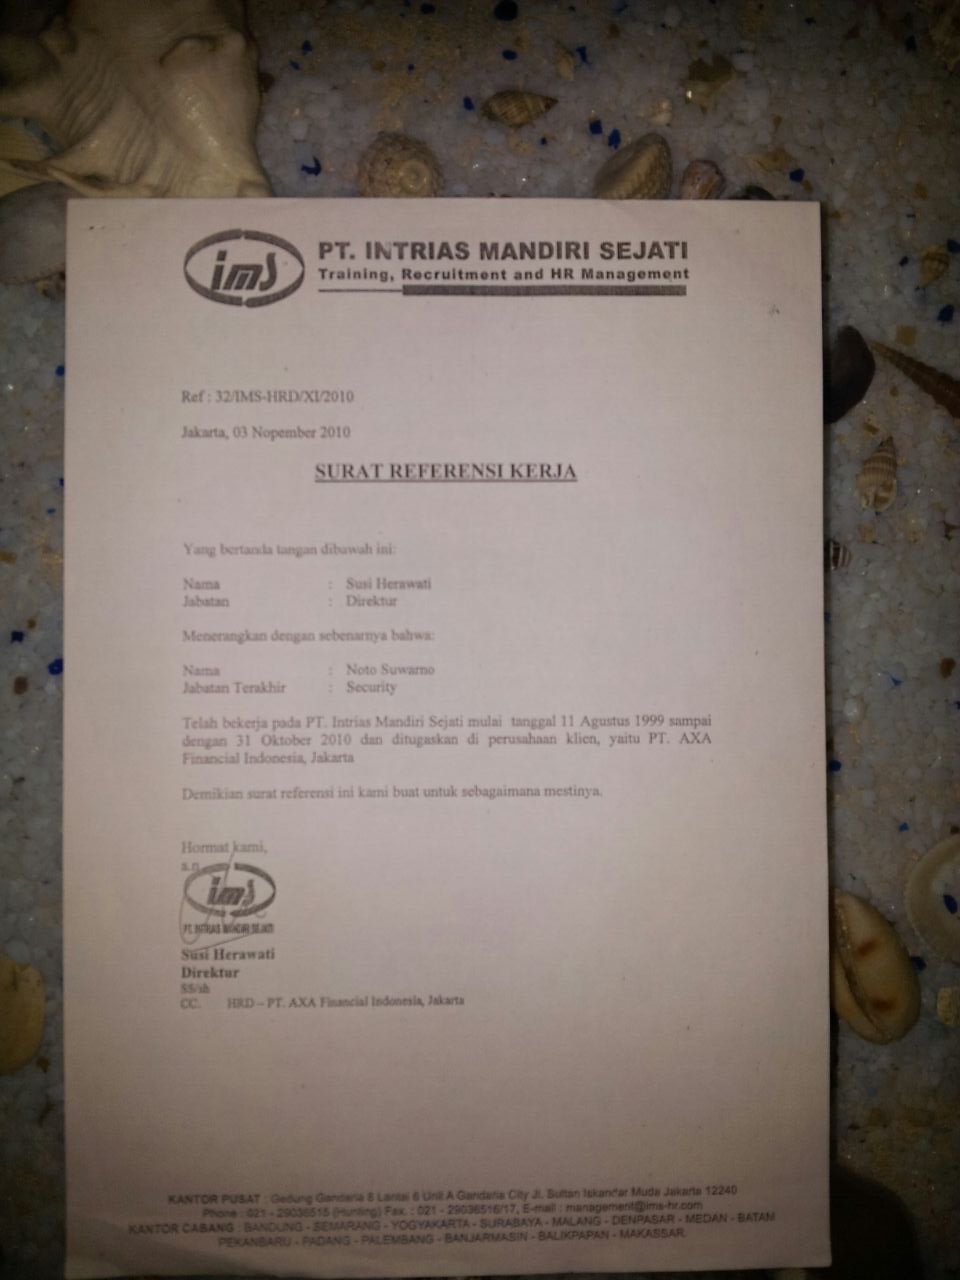 ims
PT. INTRIAS MANDIRI SEJATI
Training, Recruitment and HR Management
Ref : 32/IMS-HRD/XI/2010
Jakarta, 03 Nopember 2010
SURAT REFERENSI KERJA
Yang bertanda tangan dibawah ini:
Nama : Susi Herawati
Jabatan : Direktur
Menerangkan dengan sebenarnya bahwa:
Nama : Noto Suwarno
Jabatan Terakhir : Security
Telah bekerja pada PT. Intrias Mandiri Sejati mulai tanggal 11 Agustus 1999 sampai
dengan 31 Oktober 2010 dan ditugaskan di perusahaan klien, yaitu PT. AXA
Financial Indonesia, Jakarta
Demikian surat referensi ini kami buat untuk sebagaimana mestinya.
Hormat kami,
a.n
ims
PT. INTRIAS MANDIRI SEJATI
Susi Herawati
Direktur
SS/sh
CC. HRD – PT. AXA Financial Indonesia, Jakarta
KANTOR PUSAT : Gedung Gandaria 8 Lantai 6 Unit A Gandaria City Jl. Sultan Iskandar Muda Jakarta 12240
Phone : 021 - 29036515 (Hunting) Fax. : 021 - 29036516/17, E-mail : management@ims-hr.com
KANTOR CABANG : BANDUNG - SEMARANG - YOGYAKARTA - SURABAYA - MALANG - DENPASAR - MEDAN - BATAM
PEKANBARU - PADANG - PALEMBANG - BANJARMASIN - BALIKPAPAN - MAKASSAR.